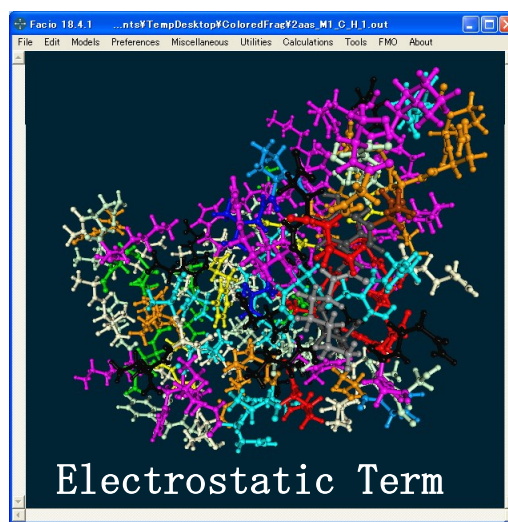 Facio 18.4.1 ...nts¥TempDesktop¥ColoredFrag¥2aas_M1_C_H_1.out
File Edit Models Preferences Miscellaneous Utilities Calculations Tools FMO About
Electrostatic Term